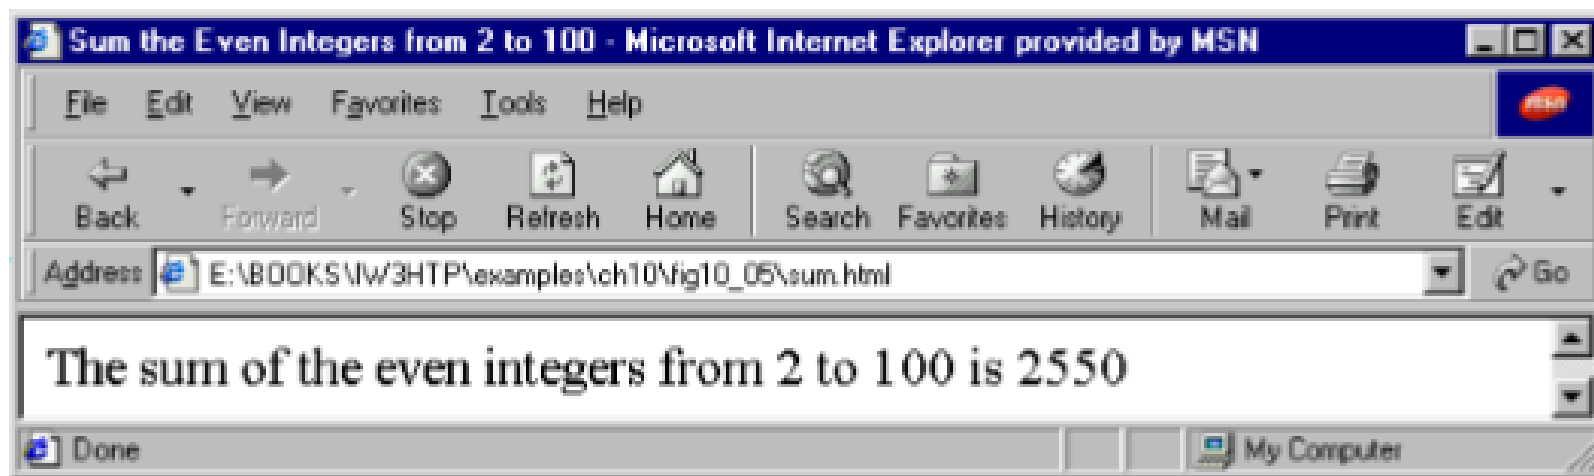 Sum the Even Integers from 2 to 100 - Microsoft Internet Explorer provided by MSN
File Edit View Favorites Tools Help
msn
Back Forward Stop Refresh Home Search Favorites History Mail Print Edit
Address E:\BOOKS\IW3HTP\examples\ch10\fig10_05\sum.html Go
The sum of the even integers from 2 to 100 is 2550
Done My Computer